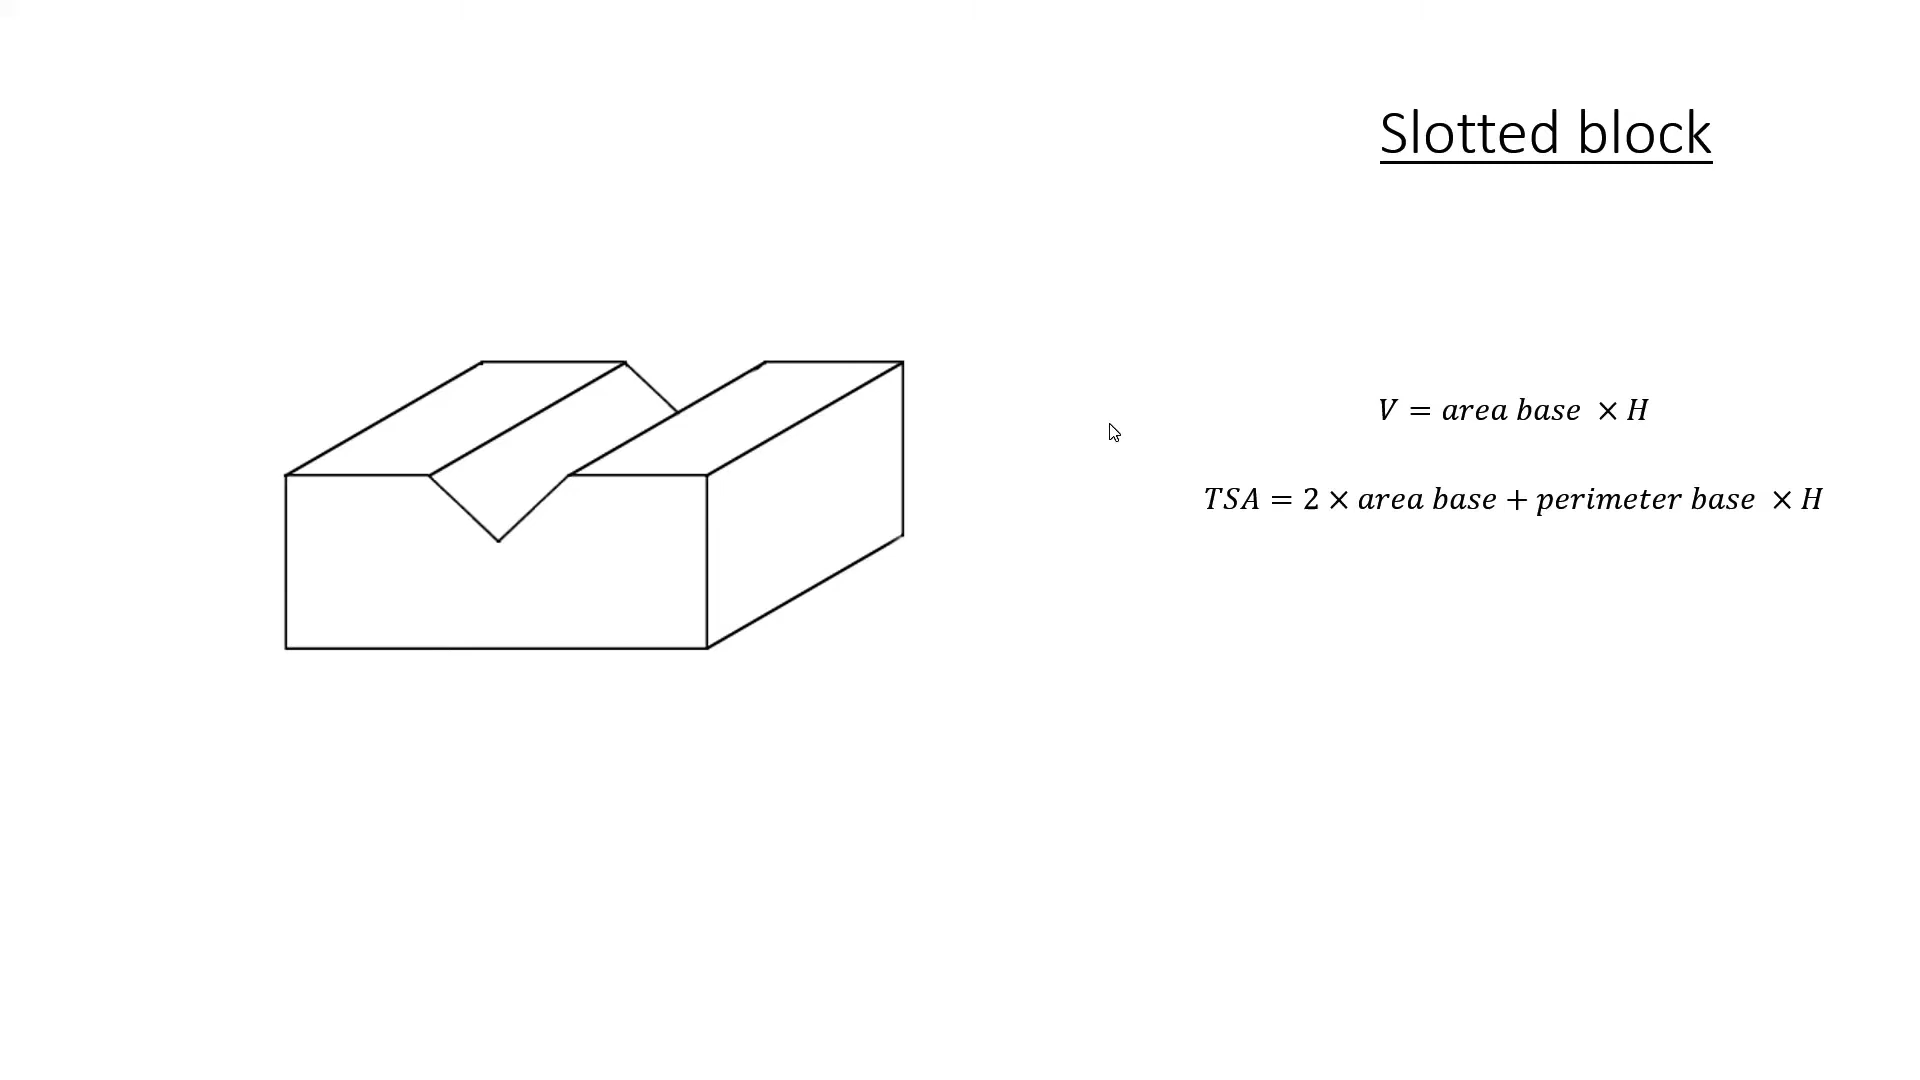 Slotted block
V = area base × H
TSA = 2 × area base + perimeter base × H